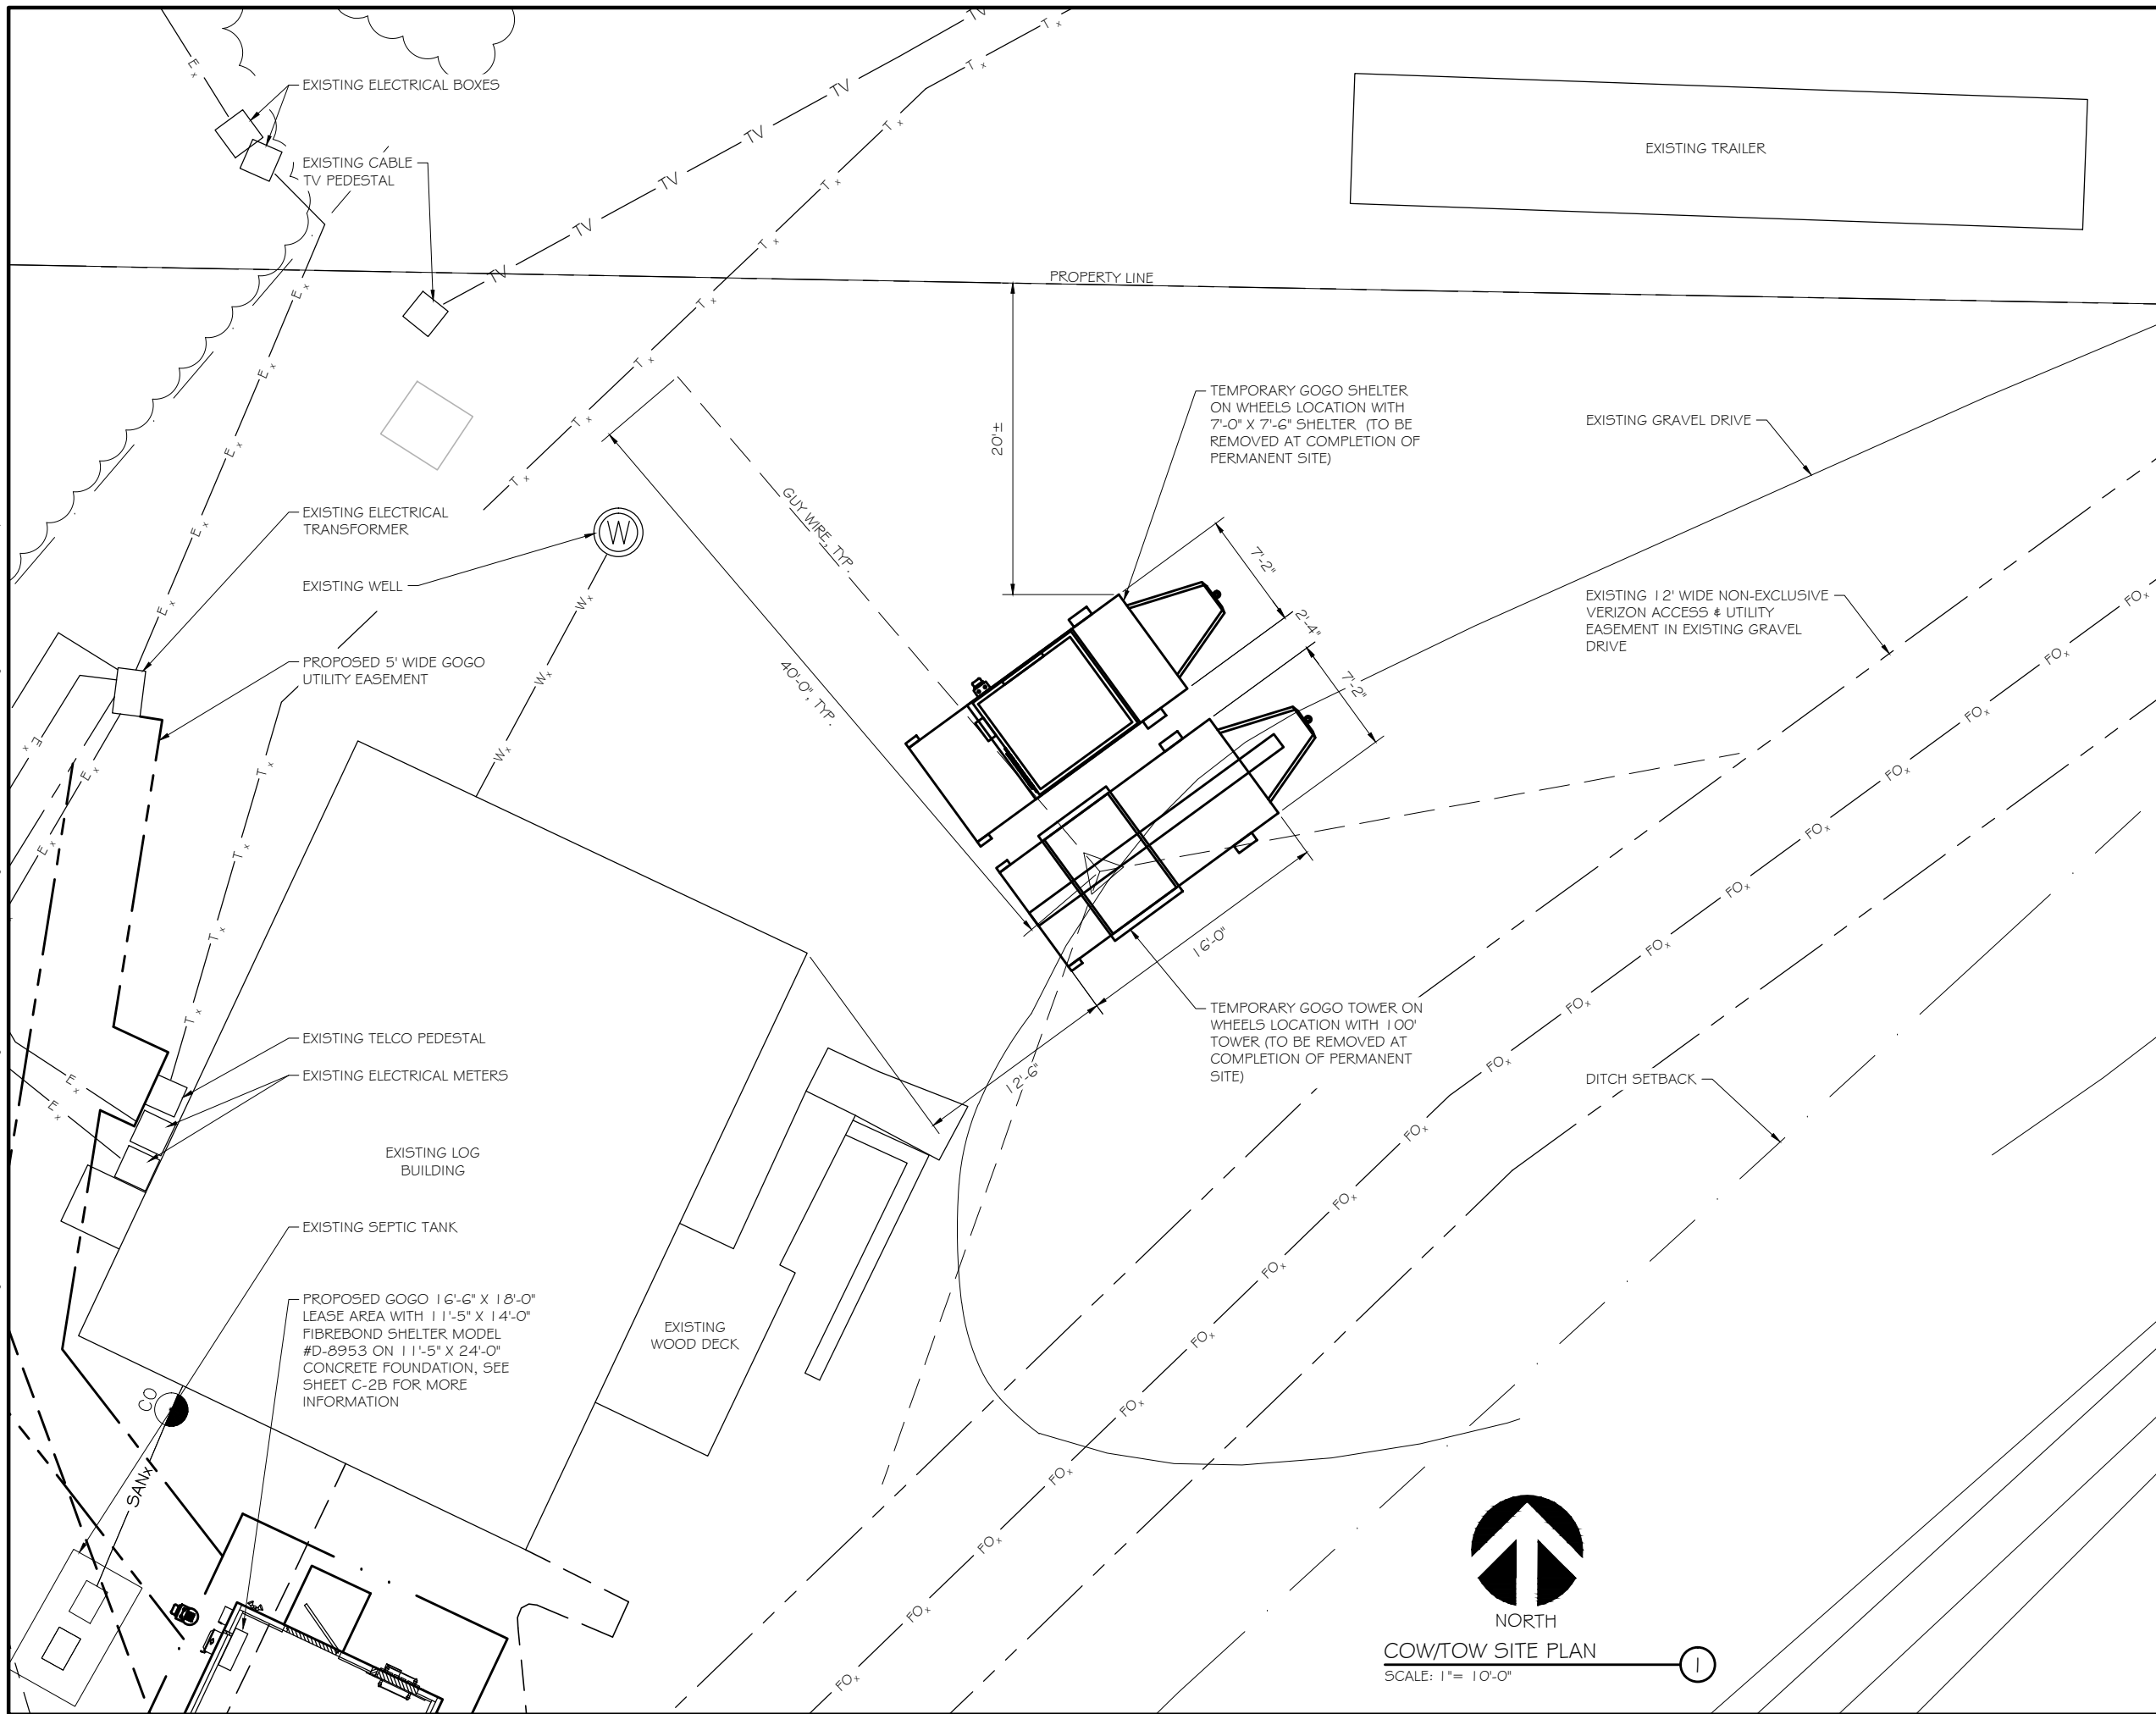 EXISTING ELECTRICAL BOXES
EXISTING CABLE
TV PEDESTAL
TV
TV
TV
TV
TV
TV
EXISTING TRAILER
PROPERTY LINE
20'±
TEMPORARY GOGO SHELTER
ON WHEELS LOCATION WITH
7'-0" X 7'-6" SHELTER (TO BE
REMOVED AT COMPLETION OF
PERMANENT SITE)
EXISTING GRAVEL DRIVE
GUY WIRE, TYP.
EXISTING ELECTRICAL
TRANSFORMER
W
EXISTING WELL
7'-2"
2'-4"
7'-2"
EXISTING 12' WIDE NON-EXCLUSIVE
VERIZON ACCESS & UTILITY
EASEMENT IN EXISTING GRAVEL
DRIVE
PROPOSED 5' WIDE GOGO
UTILITY EASEMENT
40'-0", TYP.
16'-0"
TEMPORARY GOGO TOWER ON
WHEELS LOCATION WITH 100'
TOWER (TO BE REMOVED AT
COMPLETION OF PERMANENT
SITE)
12'-6"
EXISTING TELCO PEDESTAL
EXISTING ELECTRICAL METERS
DITCH SETBACK
EXISTING LOG
BUILDING
EXISTING SEPTIC TANK
PROPOSED GOGO 16'-6" X 18'-0"
LEASE AREA WITH 11'-5" X 14'-0"
FIBREBOND SHELTER MODEL
#D-8953 ON 11'-5" X 24'-0"
CONCRETE FOUNDATION, SEE
SHEET C-2B FOR MORE
INFORMATION
EXISTING
WOOD DECK
CO
SANx
NORTH
COW/TOW SITE PLAN
SCALE: 1"= 10'-0"
1